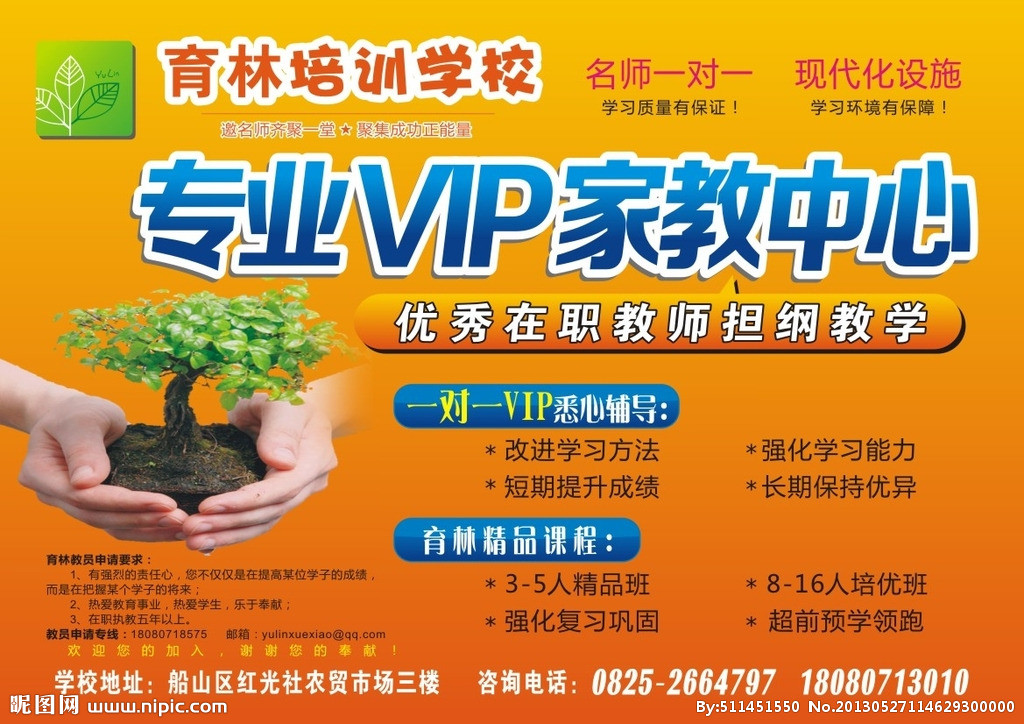 YuLin
育林培训学校
邀名师齐聚一堂★聚集成功正能量
名师一对一
学习质量有保证！
现代化设施
学习环境有保障！
专业VIP家教中心
优秀在职教师担纲教学
一对一VIP悉心辅导：
*改进学习方法
*强化学习能力
*短期提升成绩
*长期保持优异
育林精品课程：
*3-5人精品班
*8-16人培优班
*强化复习巩固
*超前预学领跑
育林教员申请要求：
1、有强烈的责任心，您不仅仅是在提高某位学子的成绩，
而是在把握某个学子的将来；
2、热爱教育事业，热爱学生，乐于奉献；
3、在职执教五年以上。
教员申请专线：18080718575 邮箱：yulinxuexiao@qq.com
欢迎您的加入，谢谢您的奉献！
学校地址：船山区红光社农贸市场三楼 咨询电话：0825-2664797 18080713010
昵图网 www.nipic.com
By:511451550 No.20130527114629300000